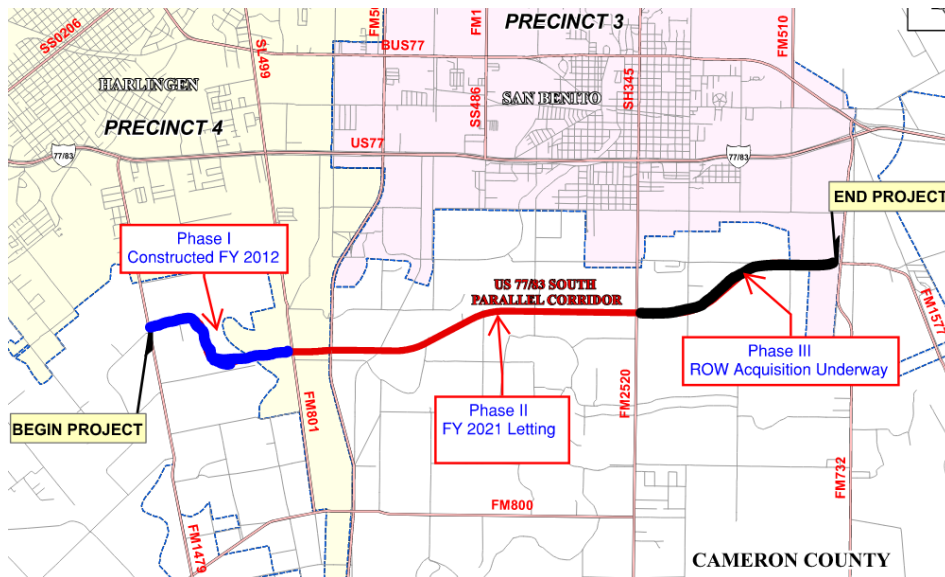 SS0206
SL499
FM50
BUS77
FM1
PRECINCT 3
FM510
HARLINGEN
SS486
SAN BENITO
SH345
PRECINCT 4
US77
77/83
77/83
END PROJECT
Phase I
Constructed FY 2012
US 77/83 SOUTH
PARALLEL CORRIDOR
FM1577
Phase III
ROW Acquisition Underway
BEGIN PROJECT
FM801
Phase II
FY 2021 Letting
FM2520
FM732
FM800
FM1479
CAMERON COUNTY